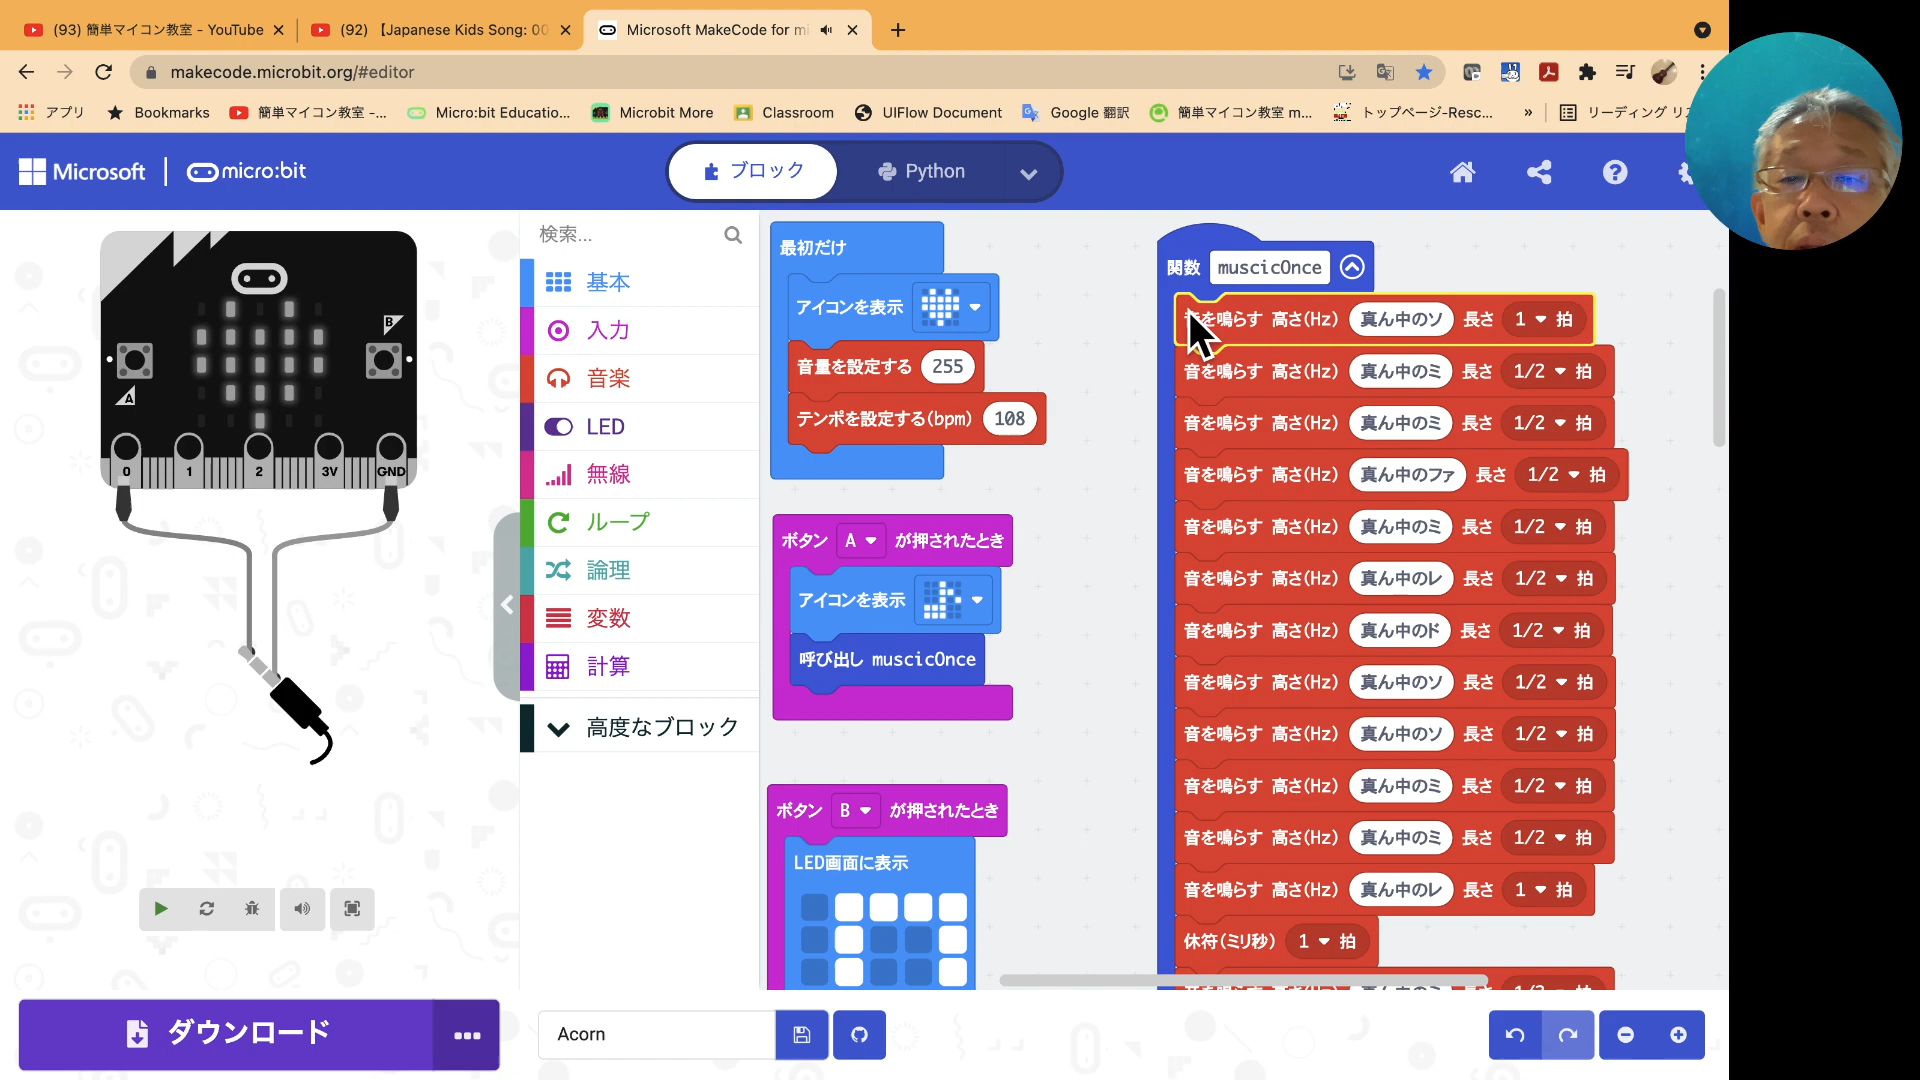 (93) 簡単マイコン教室 - YouTube
(92) 【Japanese Kids Song: 00
Microsoft MakeCode for mi
makecode.microbit.org/#editor
アプリ
Bookmarks
簡単マイコン教室 -...
Micro:bit Educatio...
Microbit More
Classroom
UIFlow Document
Google 翻訳
簡単マイコン教室 m...
トップページ-Resc...
»
リーディング リス
Microsoft
micro:bit
ブロック
Python
検索...
基本
入力
音楽
LED
無線
ループ
論理
変数
計算
高度なブロック
B
A
0 1 2 3V GND
最初だけ
アイコンを表示
音量を設定する 255
テンポを設定する(bpm) 108
ボタン A が押されたとき
アイコンを表示
呼び出し muscicOnce
ボタン B が押されたとき
LED画面に表示
関数 muscicOnce
音を鳴らす 高さ(Hz) 真ん中のソ 長さ 1 拍
音を鳴らす 高さ(Hz) 真ん中のミ 長さ 1/2 拍
音を鳴らす 高さ(Hz) 真ん中のミ 長さ 1/2 拍
音を鳴らす 高さ(Hz) 真ん中のファ 長さ 1/2 拍
音を鳴らす 高さ(Hz) 真ん中のミ 長さ 1/2 拍
音を鳴らす 高さ(Hz) 真ん中のレ 長さ 1/2 拍
音を鳴らす 高さ(Hz) 真ん中のド 長さ 1/2 拍
音を鳴らす 高さ(Hz) 真ん中のソ 長さ 1/2 拍
音を鳴らす 高さ(Hz) 真ん中のソ 長さ 1/2 拍
音を鳴らす 高さ(Hz) 真ん中のミ 長さ 1/2 拍
音を鳴らす 高さ(Hz) 真ん中のミ 長さ 1/2 拍
音を鳴らす 高さ(Hz) 真ん中のレ 長さ 1 拍
休符(ミリ秒) 1 拍
ダウンロード
Acorn